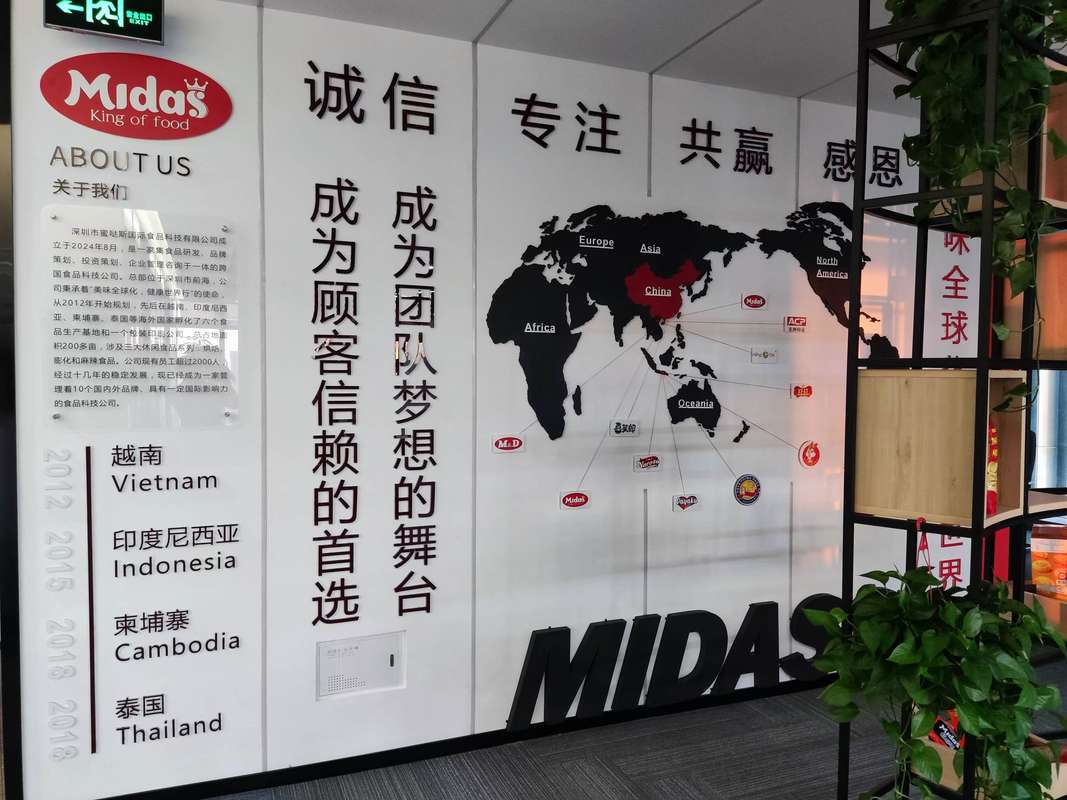 安全出口
EXIT
Midas
King of food
ABOUT US
关于我们
深圳市蜜哒斯国际食品科技有限公司成
立于2024年8月，是一家集食品研发、品牌
策划、投资策划、企业管理咨询于一体的跨
国食品科技公司。总部位于深圳市前海，公
司秉承着"美味全球化，健康世界行"的使命，
从2012年开始规划，先后在越南、印度尼西
亚、柬埔寨、泰国等海外国家孵化了六个食
品生产基地和一个包装印刷公司，总占地面
积200多亩，涉及三大休闲食品系列：烘焙、
膨化和麻辣食品。公司现有员工超过2000人，
经过十几年的稳定发展，现已经成为一家管
理着10个国内外品牌、具有一定国际影响力
的食品科技公司。
2012
越南
Vietnam
2015
印度尼西亚
Indonesia
2018
柬埔寨
Cambodia
2018
泰国
Thailand
诚信
专注
共赢
感恩
成为团队梦想的舞台
成为顾客信赖的首选
Europe
Asia
North
America
China
Africa
Oceania
Midas
ACP
M&D
Midas
MIDAS
味全球
世界
Midas